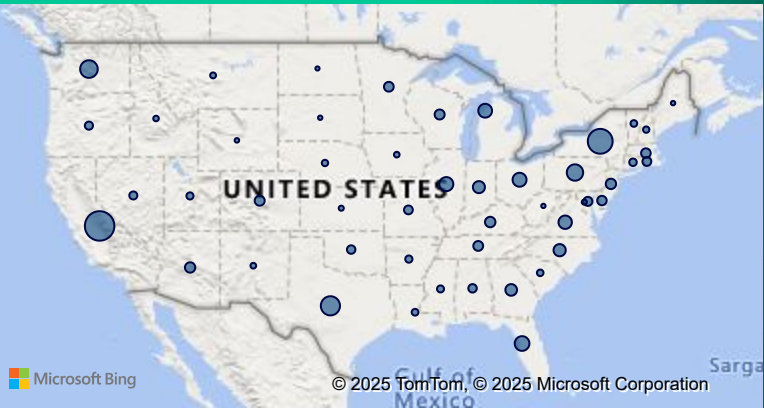 UNITED STATES
Sarga
Gulf of
Mexico
Microsoft Bing
© 2025 TomTom, © 2025 Microsoft Corporation